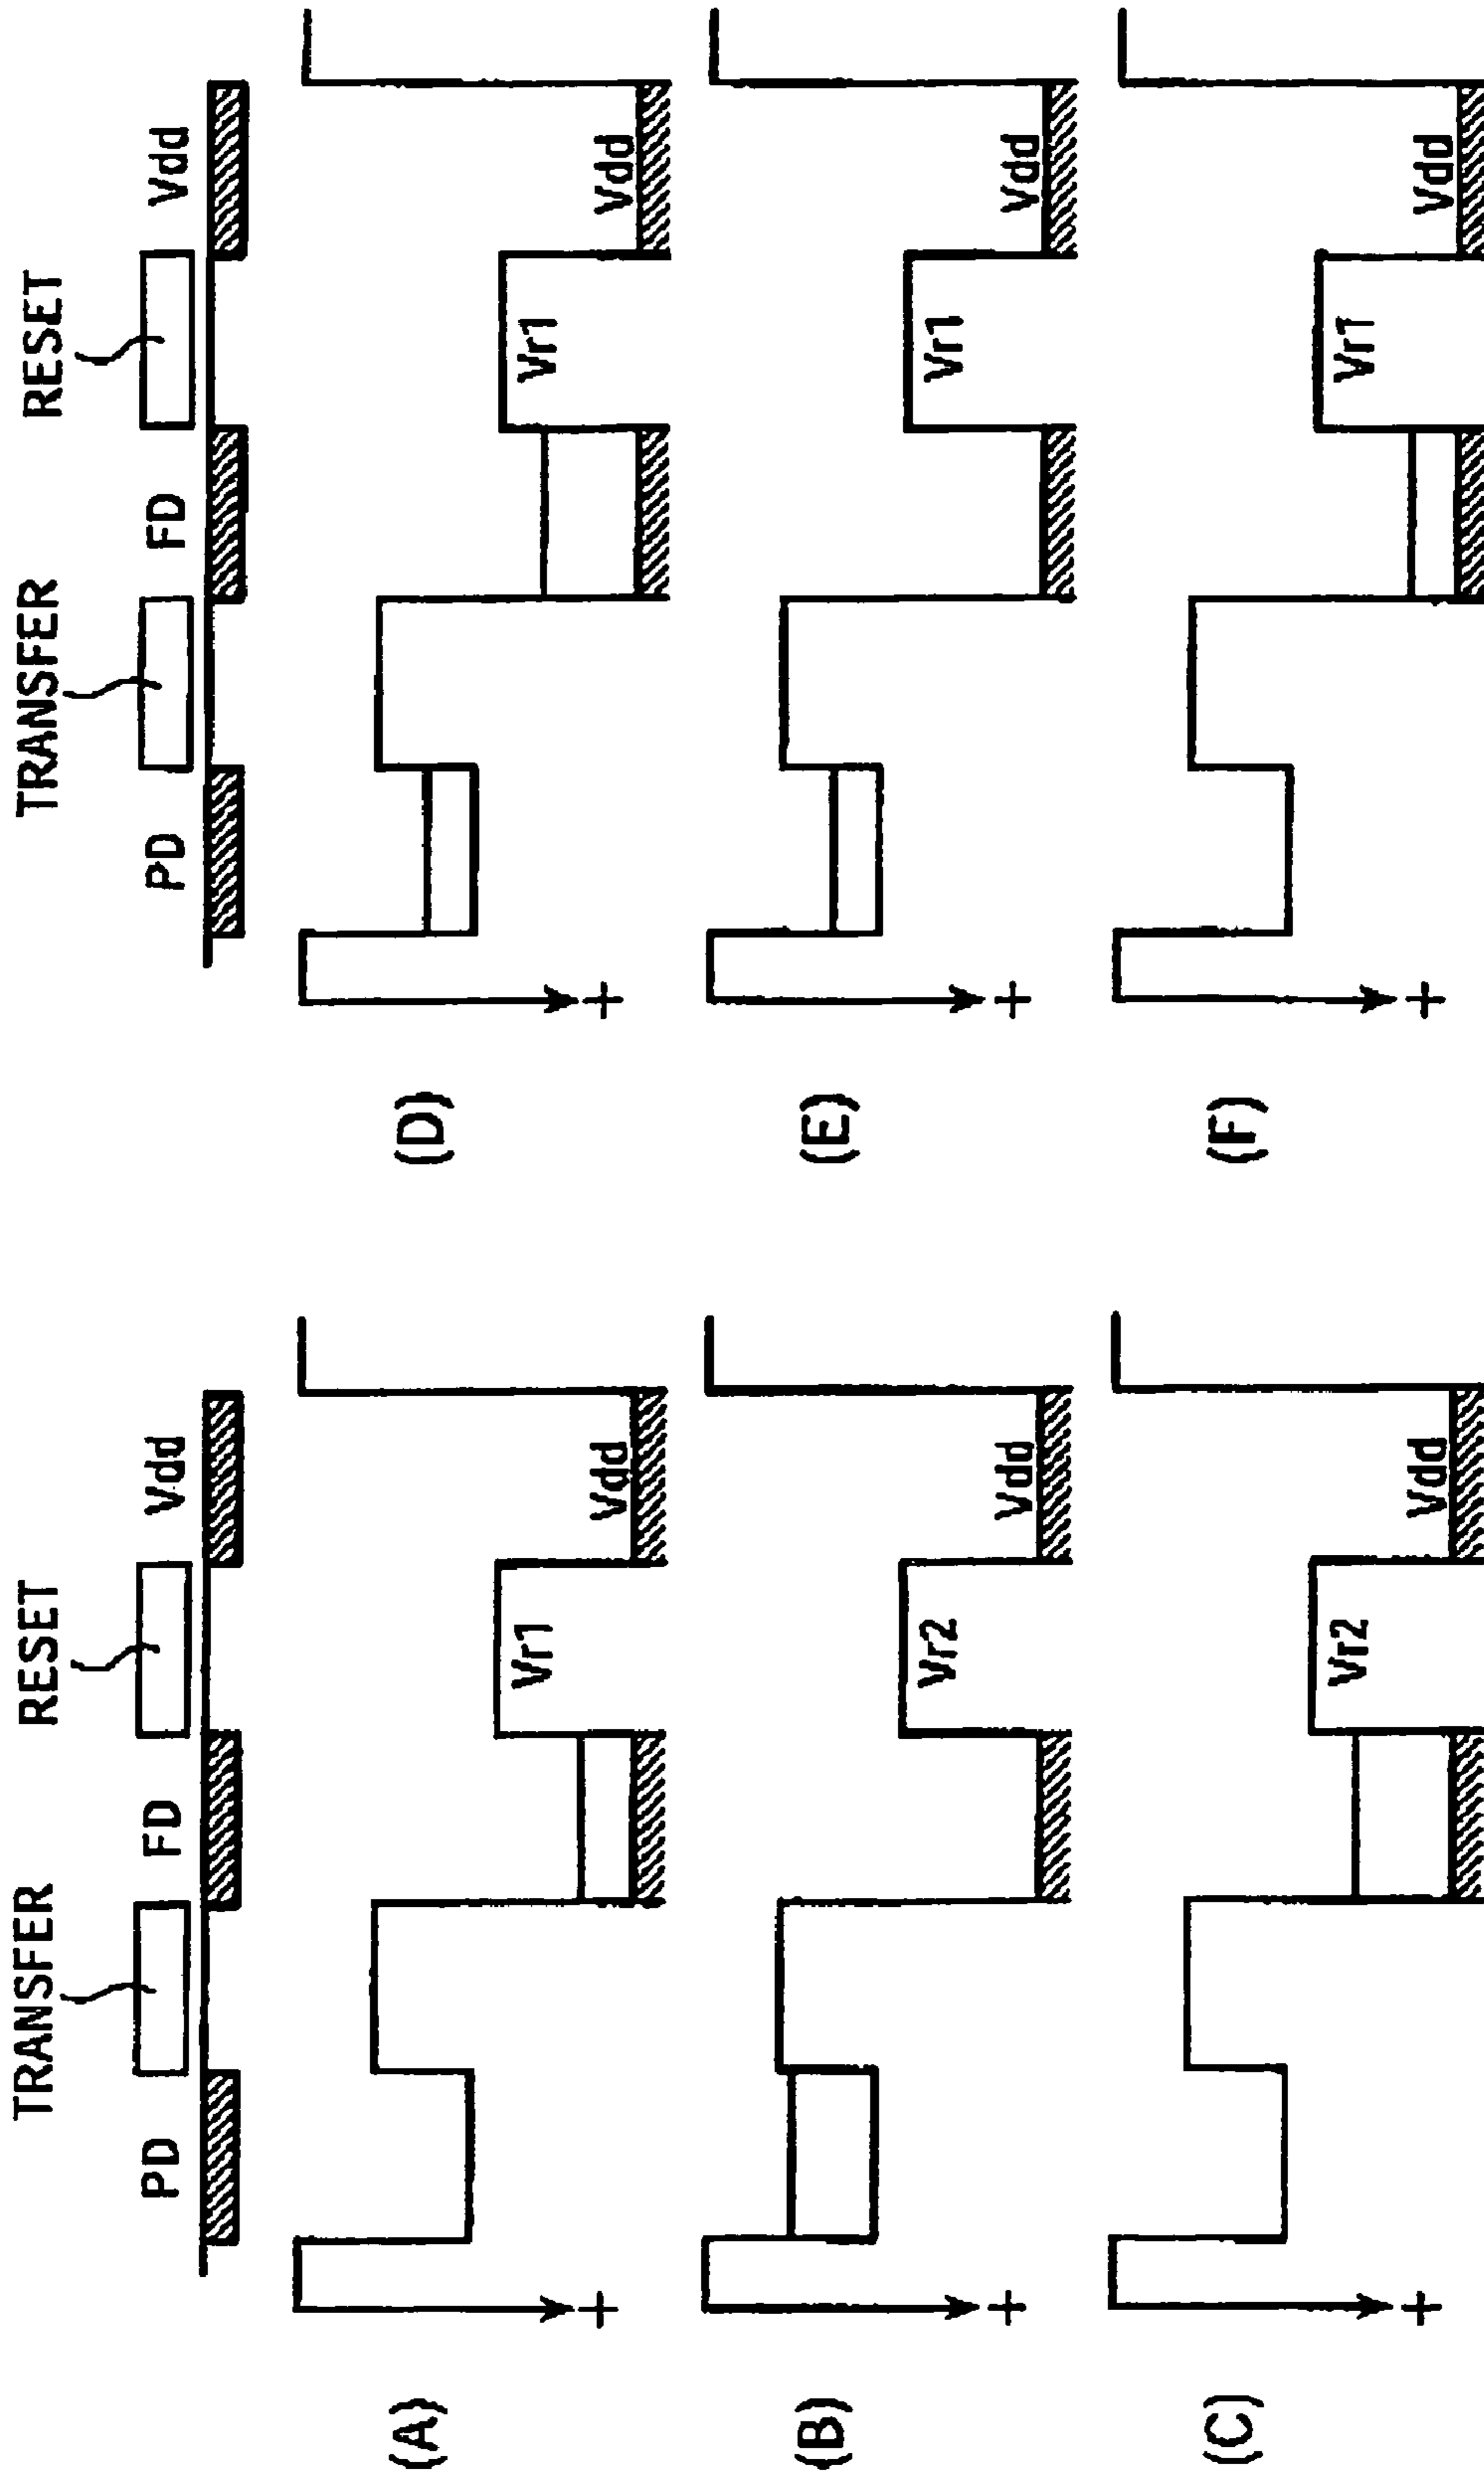 TRANSFER RESET
PD FD Vdd
(A)
Vr1
Vdd
+
(B)
Vr2
Vdd
+
(C)
Vr2
Vdd
+
TRANSFER RESET
PD FD Vdd
(D)
Vr1
Vdd
+
(E)
Vr1
Vdd
+
(F)
Vr1
Vdd
+